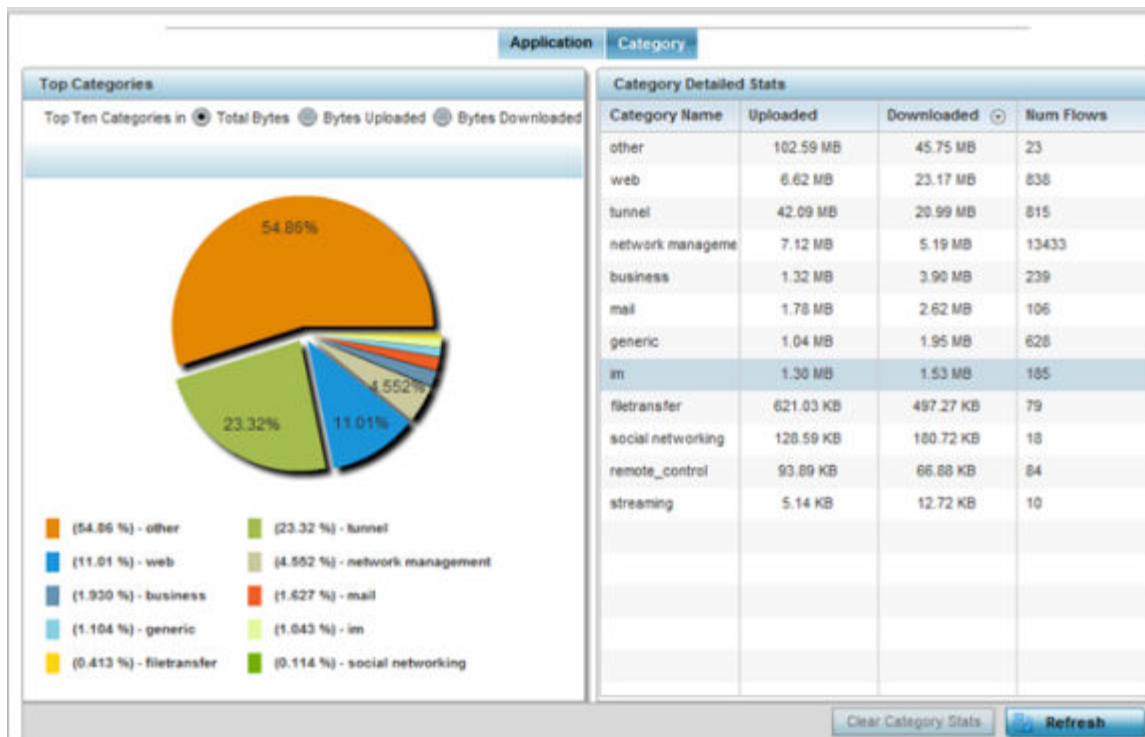 Application Category
Top Categories
Top Ten Categories in Total Bytes Bytes Uploaded Bytes Downloaded
54.86%
4.552%
23.32%
11.01%
(54.86 %) - other
(23.32 %) - tunnel
(11.01 %) - web
(4.552 %) - network management
(1.930 %) - business
(1.627 %) - mail
(1.104 %) - generic
(1.043 %) - im
(0.413 %) - filetransfer
(0.114 %) - social networking
Category Detailed Stats
Category Name Uploaded Downloaded Num Flows
other 102.59 MB 45.75 MB 23
web 6.62 MB 23.17 MB 838
tunnel 42.09 MB 20.99 MB 815
network manageme 7.12 MB 5.19 MB 13433
business 1.32 MB 3.90 MB 239
mail 1.78 MB 2.62 MB 106
generic 1.04 MB 1.95 MB 628
im 1.30 MB 1.53 MB 185
filetransfer 621.03 KB 497.27 KB 79
social networking 128.59 KB 180.72 KB 18
remote_control 93.89 KB 66.88 KB 84
streaming 5.14 KB 12.72 KB 10
Clear Category Stats Refresh